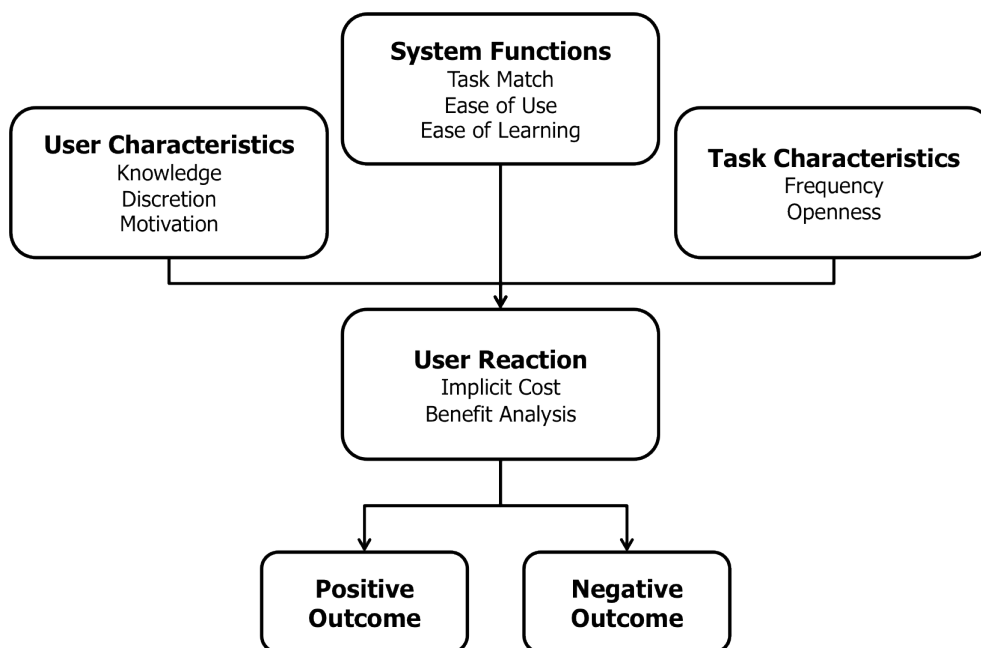 System Functions
Task Match
Ease of Use
Ease of Learning
User Characteristics
Knowledge
Discretion
Motivation
Task Characteristics
Frequency
Openness
User Reaction
Implicit Cost
Benefit Analysis
Positive
Outcome
Negative
Outcome